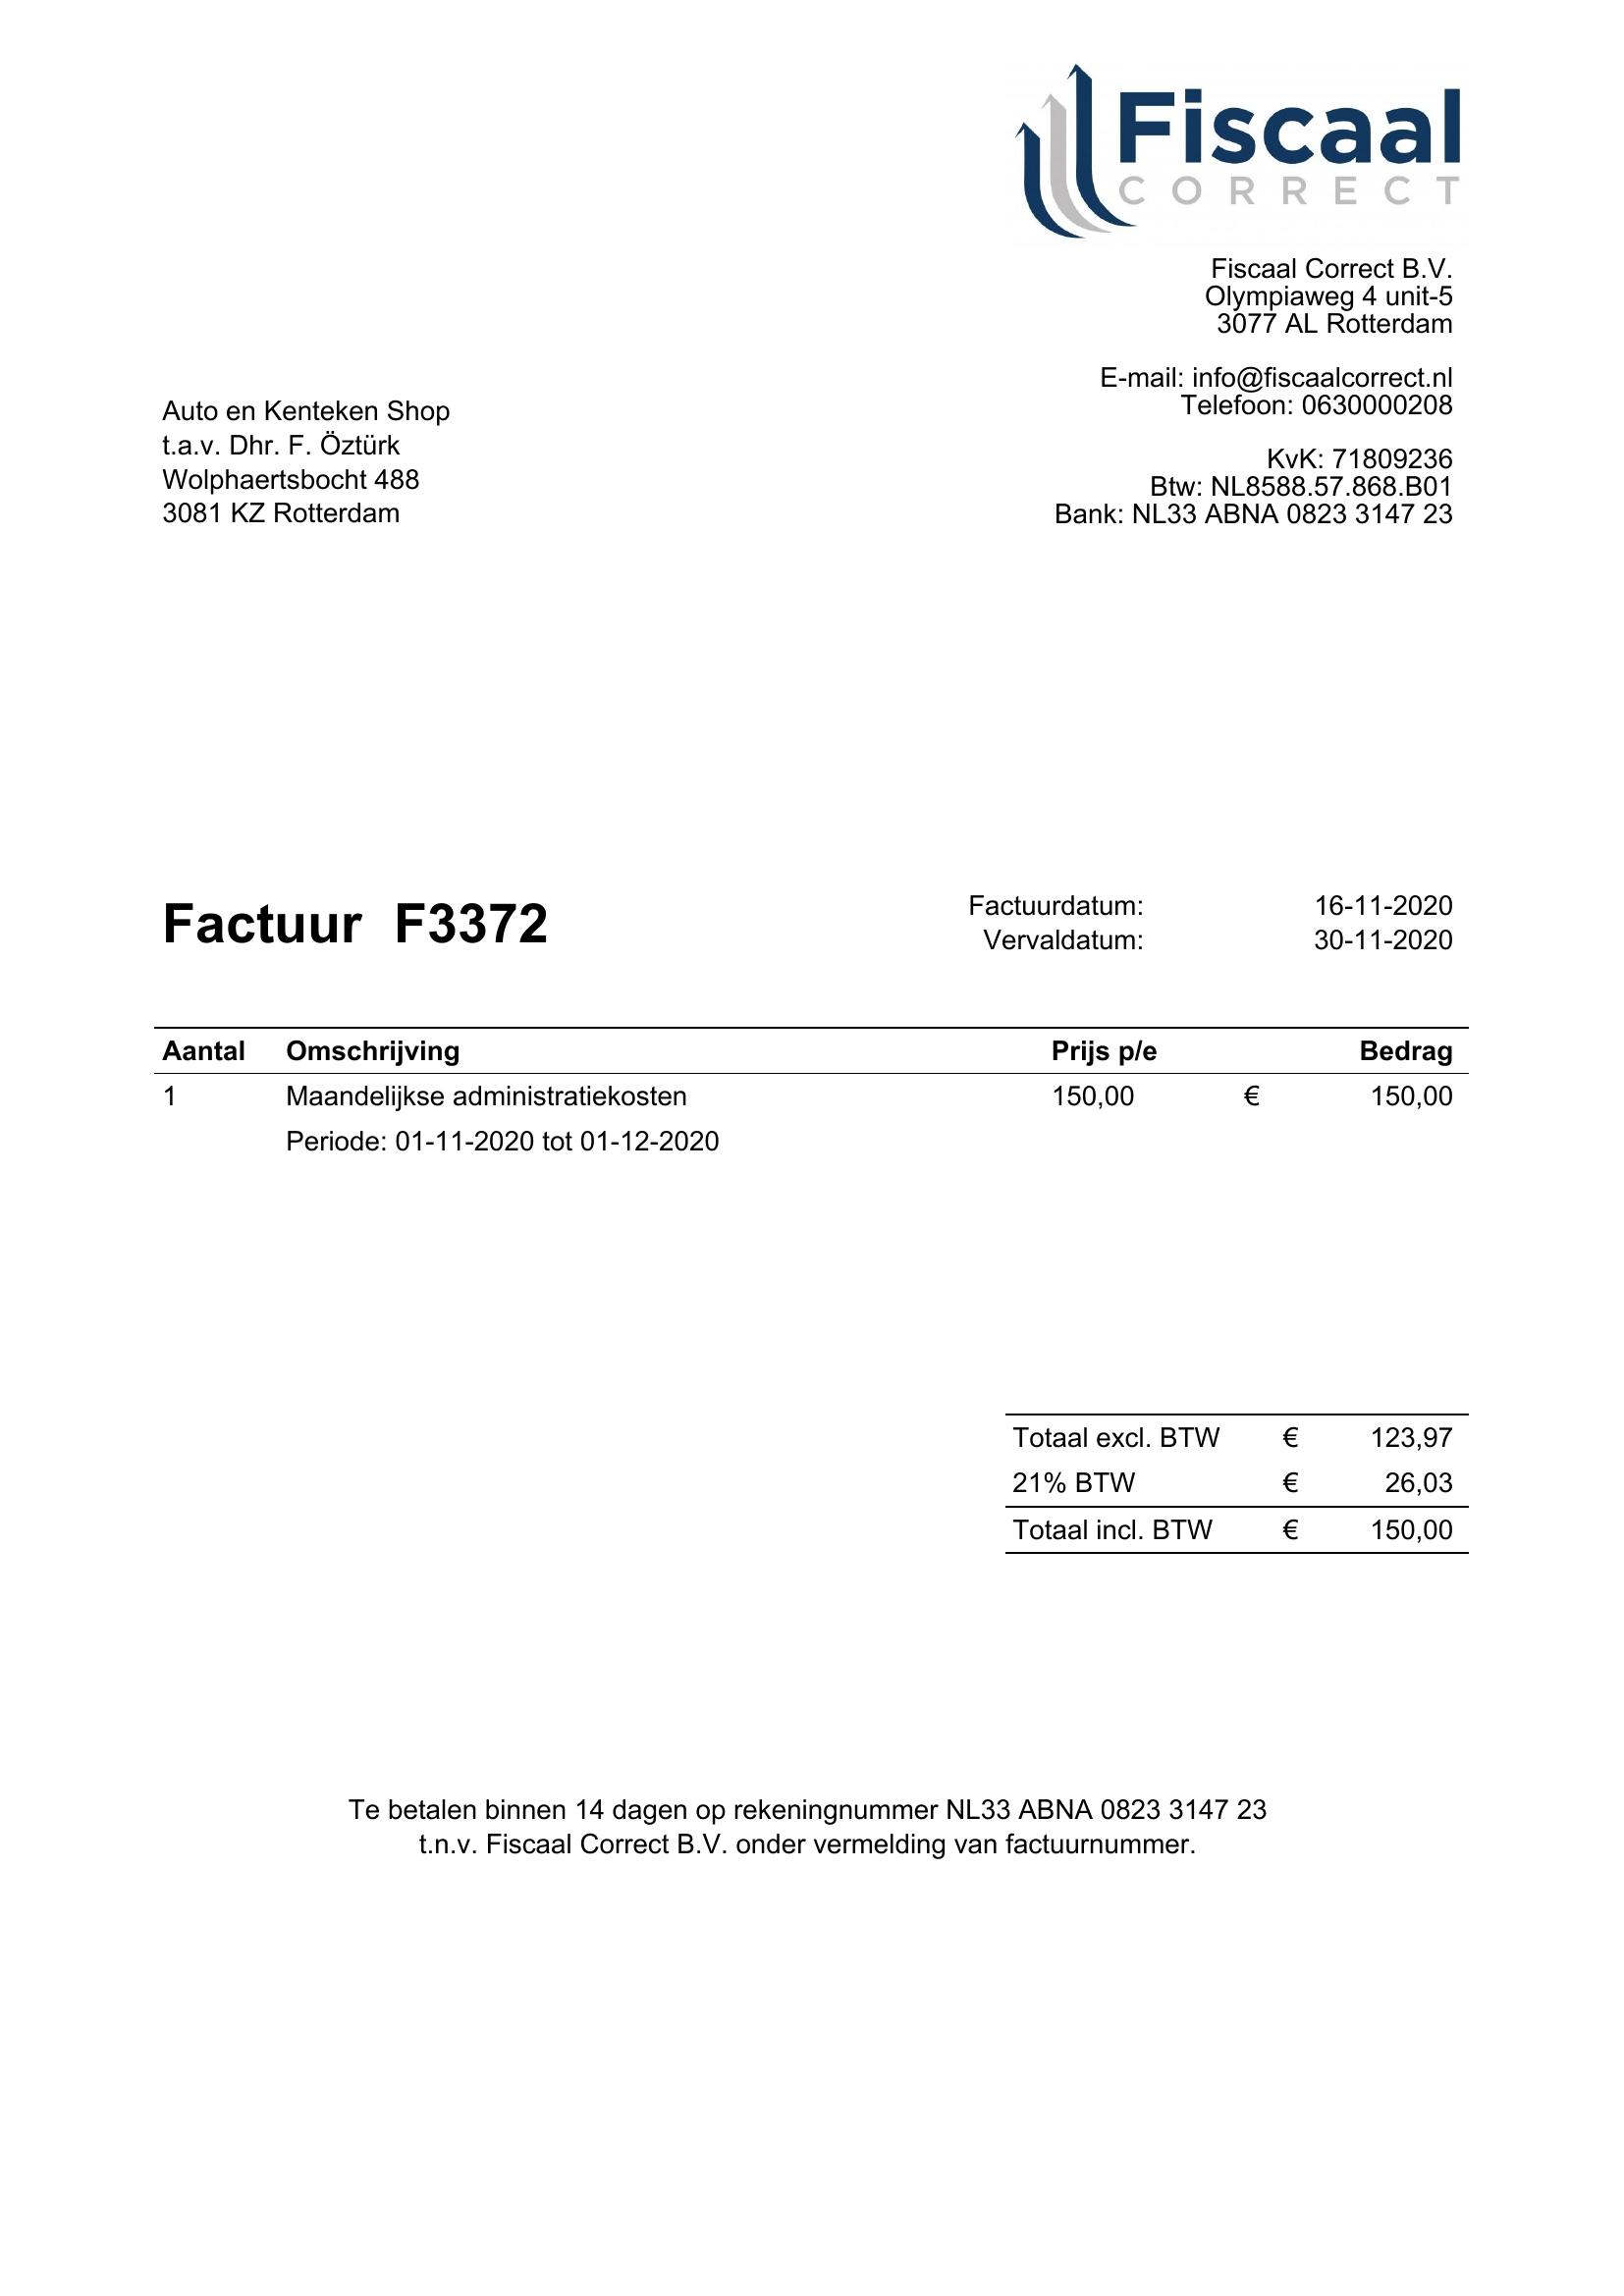 Fiscaal
CORRECT
Fiscaal Correct B.V.
Olympiaweg 4 unit-5
3077 AL Rotterdam
E-mail: info@fiscaalcorrect.nl
Telefoon: 0630000208
KvK: 71809236
Btw: NL8588.57.868.B01
Bank: NL33 ABNA 0823 3147 23
Auto en Kenteken Shop
t.a.v. Dhr. F. Öztürk
Wolphaertsbocht 488
3081 KZ Rotterdam
Factuur F3372
Factuurdatum: 16-11-2020
Vervaldatum: 30-11-2020
Aantal Omschrijving Prijs p/e Bedrag
1 Maandelijkse administratiekosten 150,00 € 150,00
Periode: 01-11-2020 tot 01-12-2020
Totaal excl. BTW € 123,97
21% BTW € 26,03
Totaal incl. BTW € 150,00
Te betalen binnen 14 dagen op rekeningnummer NL33 ABNA 0823 3147 23
t.n.v. Fiscaal Correct B.V. onder vermelding van factuurnummer.